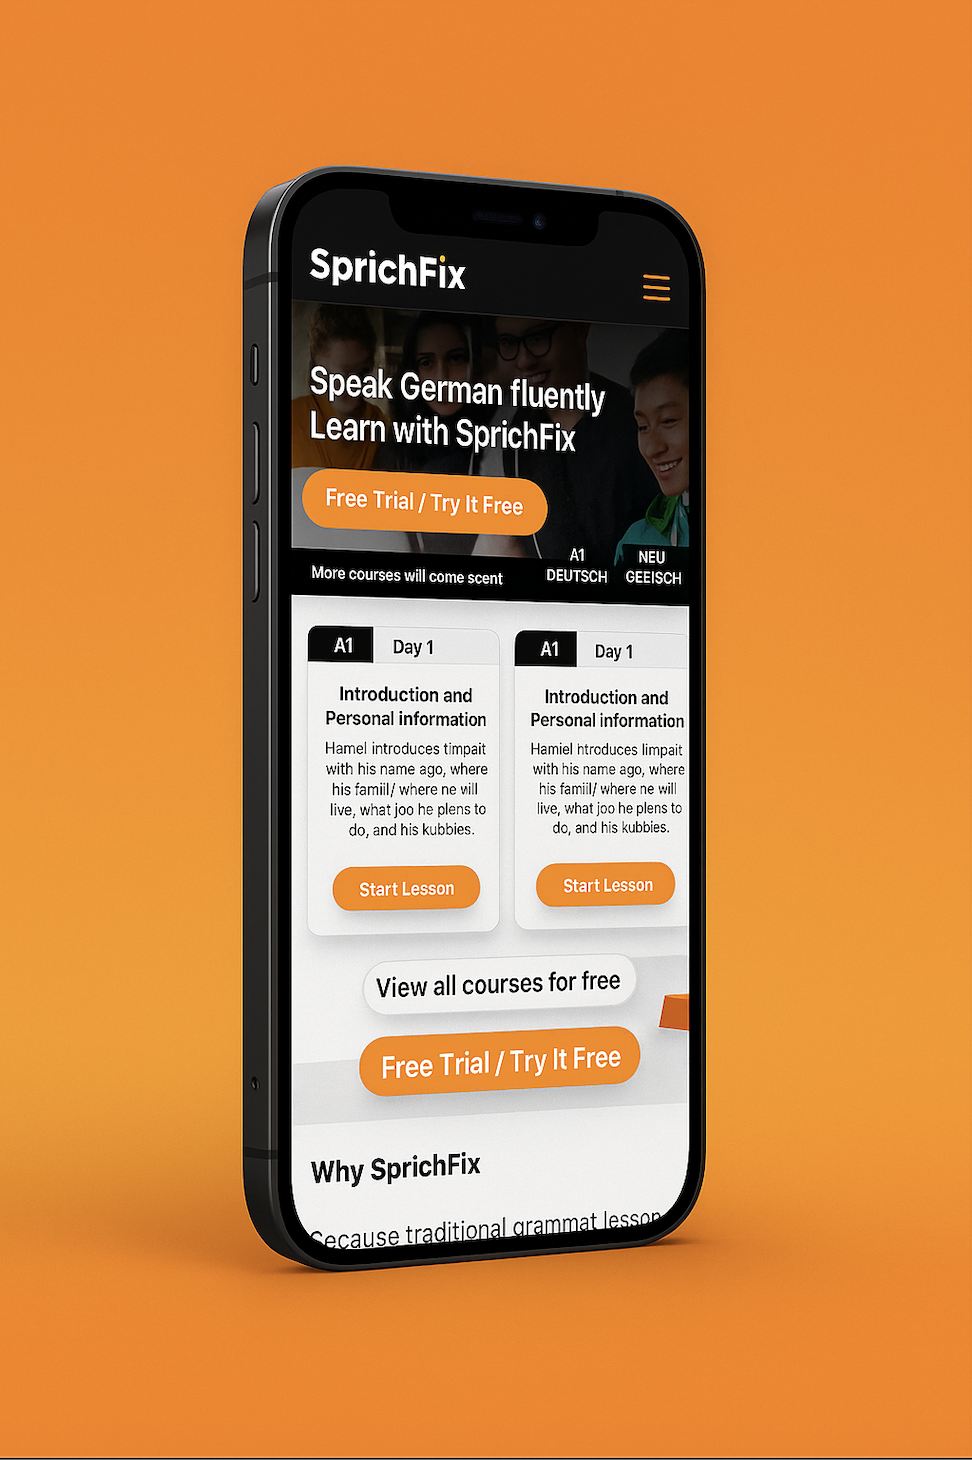 SprichFix
Speak German fluently
Learn with SprichFix
Free Trial / Try It Free
More courses will come scent
A1
DEUTSCH
NEU
GEEISCH
A1 Day 1
Introduction and
Personal information
Hamel introduces timpait
with his name ago, where
his famiil/ where ne will
live, what joo he plens to
do, and his kubbies.
Start Lesson
A1 Day 1
Introduction and
Personal information
Hamiel htroduces limpait
with his name ago, where
his famiil/ where ne will
live, what joo he plens to
do, and his kubbies.
Start Lesson
View all courses for free
Free Trial / Try It Free
Why SprichFix
Cecause traditional grammat lesson